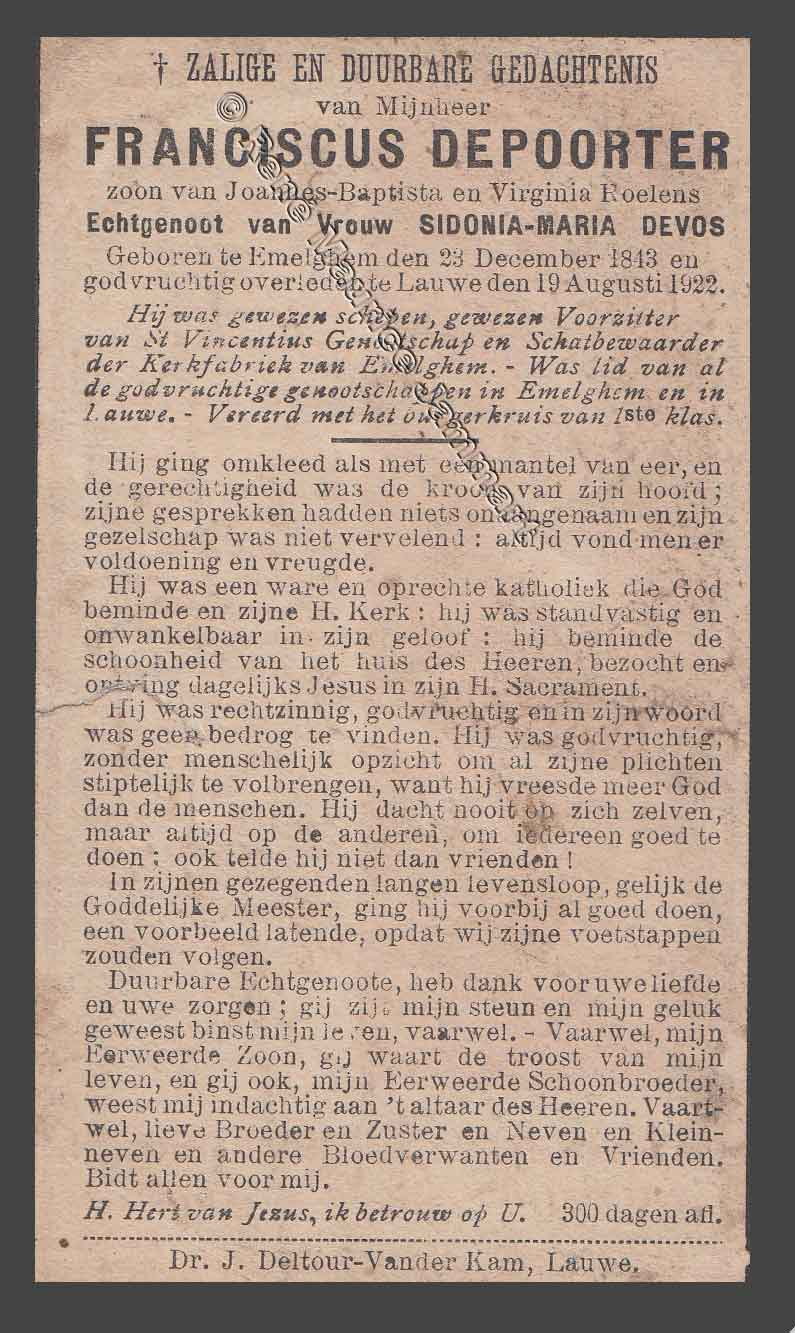 † ZALIGE EN DUURBARE GEDACHTENIS
van Mijnheer
FRANCISCUS DEPOORTER
zoon van Joannes-Baptista en Virginia Roelens
Echtgenoot van Vrouw SIDONIA-MARIA DEVOS
Geboren te Emelghem den 23 December 1843 en
godvruchtig overleden te Lauwe den 19 Augusti 1922.
Hij was gewezen schepen, gewezen Voorzitter
van St Vincentius Genootschap en Schatbewaarder
der Kerkfabriek van Emelghem. - Was lid van al
de godvruchtige genootschappen in Emelghem en in
Lauwe. - Vereerd met het burgerkruis van 1ste klas.
Hij ging omkleed als met een mantel van eer, en
de gerechtigheid was de kroon van zijn hoofd ;
zijne gesprekken hadden niets onaangenaam en zijn
gezelschap was niet vervelend : altijd vond men er
voldoening en vreugde.
Hij was een ware en oprechte katholiek die God
beminde en zijne H. Kerk : hij was standvastig en
onwankelbaar in zijn geloof : hij beminde de
schoonheid van het huis des Heeren, bezocht en
ontving dagelijks Jesus in zijn H. Sacrament.
Hij was rechtzinnig, godvruchtig en in zijn woord
was geen bedrog te vinden. Hij was godvruchtig,
zonder menschelijk opzicht om al zijne plichten
stiptelijk te volbrengen, want hij vreesde meer God
dan de menschen. Hij dacht nooit op zich zelven,
maar altijd op de anderen, om iedereen goed te
doen ; ook telde hij niet dan vrienden !
In zijnen gezegenden langen levensloop, gelijk de
Goddelijke Meester, ging hij voorbij al goed doen,
een voorbeeld latende, opdat wij zijne voetstappen
zouden volgen.
Duurbare Echtgenoote, heb dank voor uwe liefde
en uwe zorgen ; gij zijt mijn steun en mijn geluk
geweest binst mijn leven, vaarwel. - Vaarwel, mijn
Eerweerde Zoon, gij waart de troost van mijn
leven, en gij ook, mijn Eerweerde Schoonbroeder,
weest mij indachtig aan 't altaar des Heeren. Vaart-
wel, lieve Broeder en Zuster en Neven en Klein-
neven en andere Bloedverwanten en Vrienden.
Bidt allen voor mij.
H. Hert van Jezus, ik betrouw op U. 300 dagen afl.
Dr. J. Deltour-Vander Kam, Lauwe.